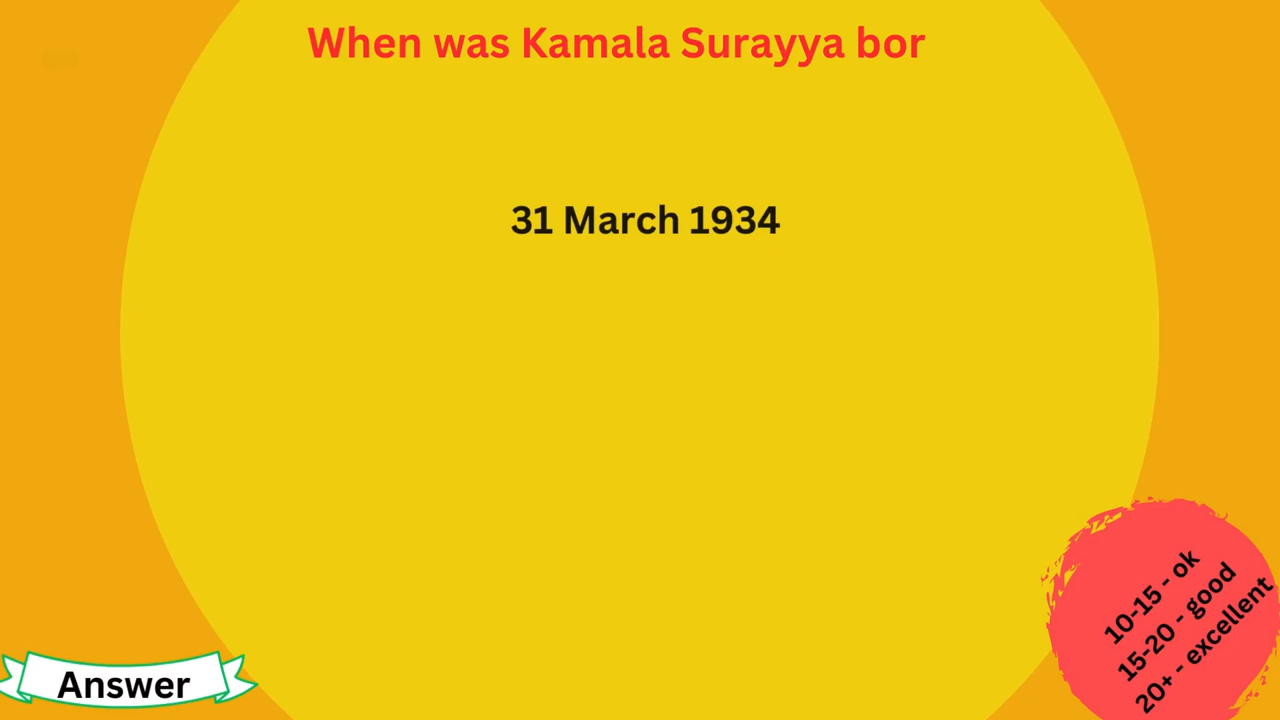 When was Kamala Surayya bor
31 March 1934
10-15 - ok
15-20 - good
20+ - excellent
Answer